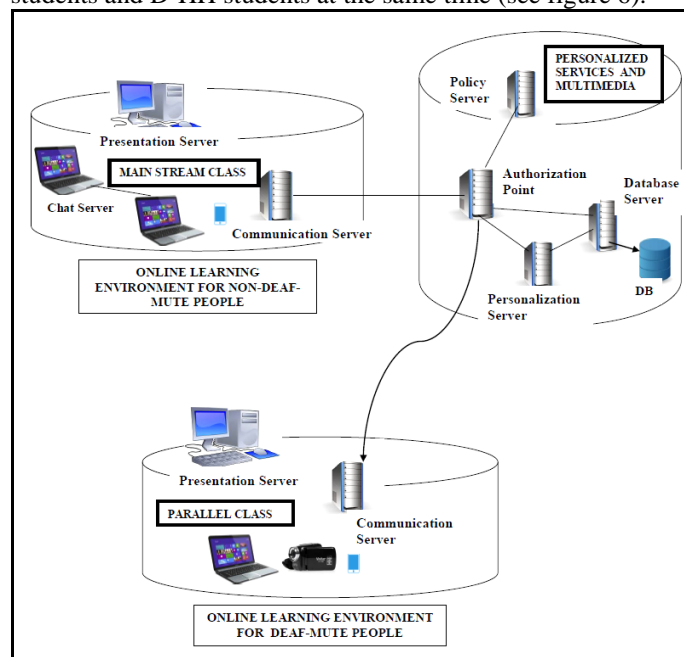 students and D-HH students at the same time (see figure 6).
PERSONALIZED
SERVICES AND
MULTIMEDIA
Policy
Server
Presentation Server
MAIN STREAM CLASS
Authorization
Point
Database
Server
Chat Server
Communication Server
ONLINE LEARNING
ENVIRONMENT FOR NON-DEAF-
MUTE PEOPLE
DB
Personalization
Server
Presentation Server
PARALLEL CLASS
Communication
Server
ONLINE LEARNING ENVIRONMENT
FOR DEAF-MUTE PEOPLE